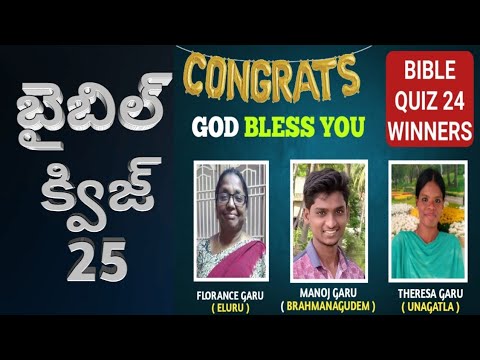 బైబిల్
క్విజ్
25
CONGRATS
GOD BLESS YOU
BIBLE
QUIZ 24
WINNERS
FLORANCE GARU
( ELURU )
MANOJ GARU
( BRAHMANAGUDEM )
THERESA GARU
( UNAGATLA )